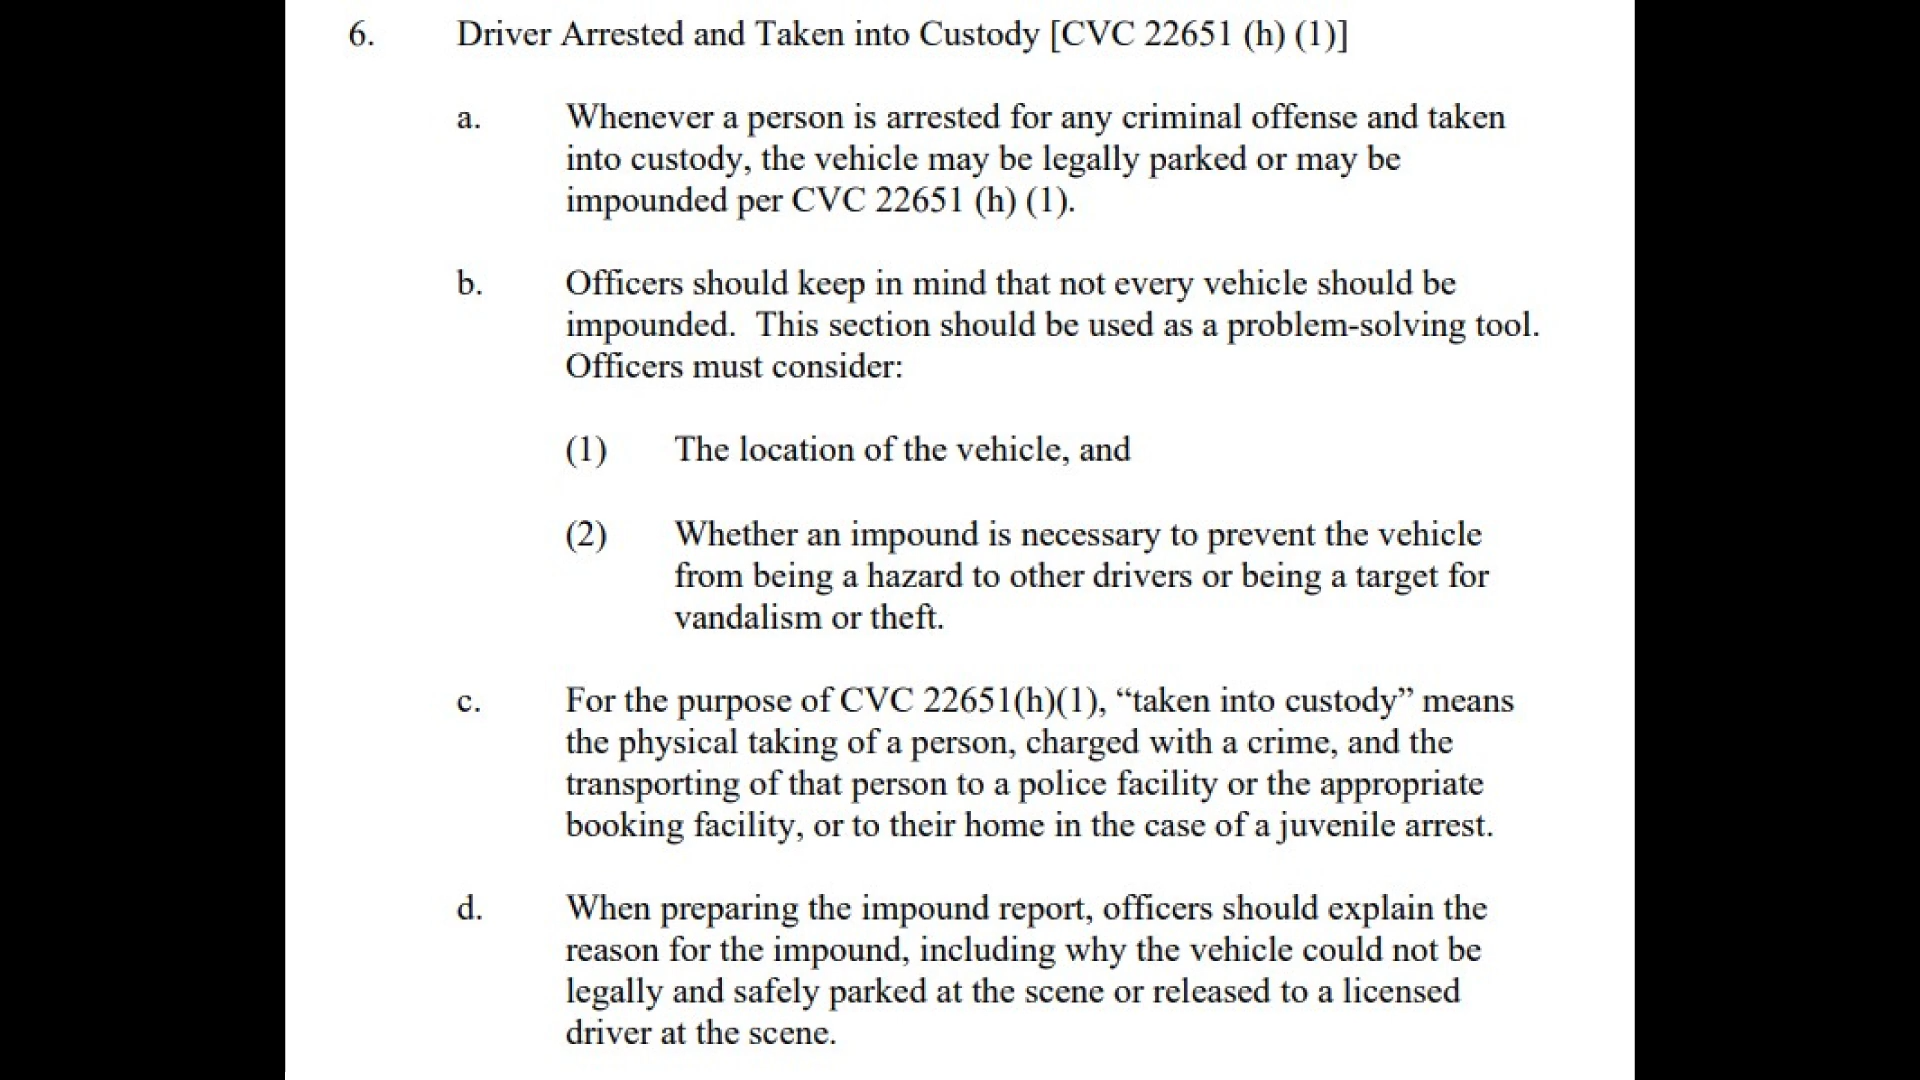 6. Driver Arrested and Taken into Custody [CVC 22651 (h) (1)]
a. Whenever a person is arrested for any criminal offense and taken
into custody, the vehicle may be legally parked or may be
impounded per CVC 22651 (h) (1).
b. Officers should keep in mind that not every vehicle should be
impounded.  This section should be used as a problem-solving tool.
Officers must consider:
(1) The location of the vehicle, and
(2) Whether an impound is necessary to prevent the vehicle
from being a hazard to other drivers or being a target for
vandalism or theft.
c. For the purpose of CVC 22651(h)(1), “taken into custody” means
the physical taking of a person, charged with a crime, and the
transporting of that person to a police facility or the appropriate
booking facility, or to their home in the case of a juvenile arrest.
d. When preparing the impound report, officers should explain the
reason for the impound, including why the vehicle could not be
legally and safely parked at the scene or released to a licensed
driver at the scene.